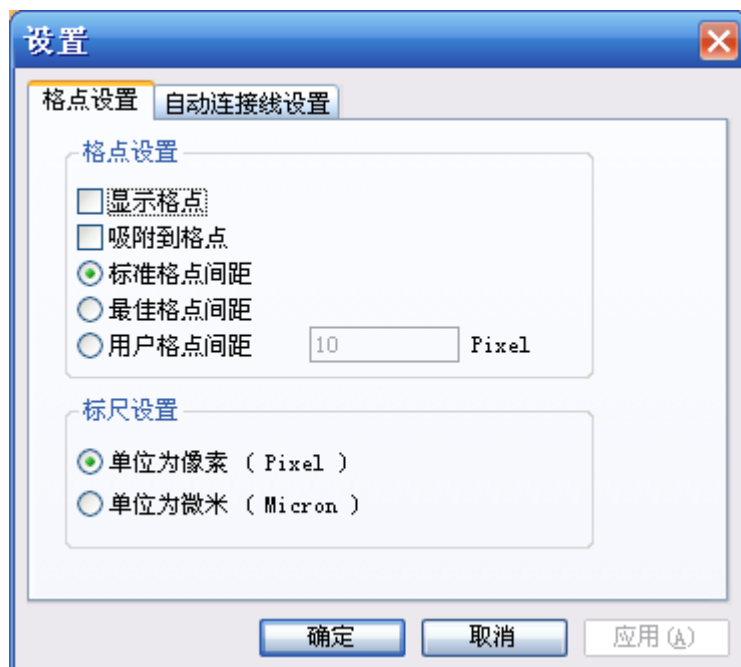 设置
格点设置 自动连接线设置
格点设置
显示格点
吸附到格点
标准格点间距
最佳格点间距
用户格点间距 10 Pixel
标尺设置
单位为像素 ( Pixel )
单位为微米 ( Micron )
确定 取消 应用(A)